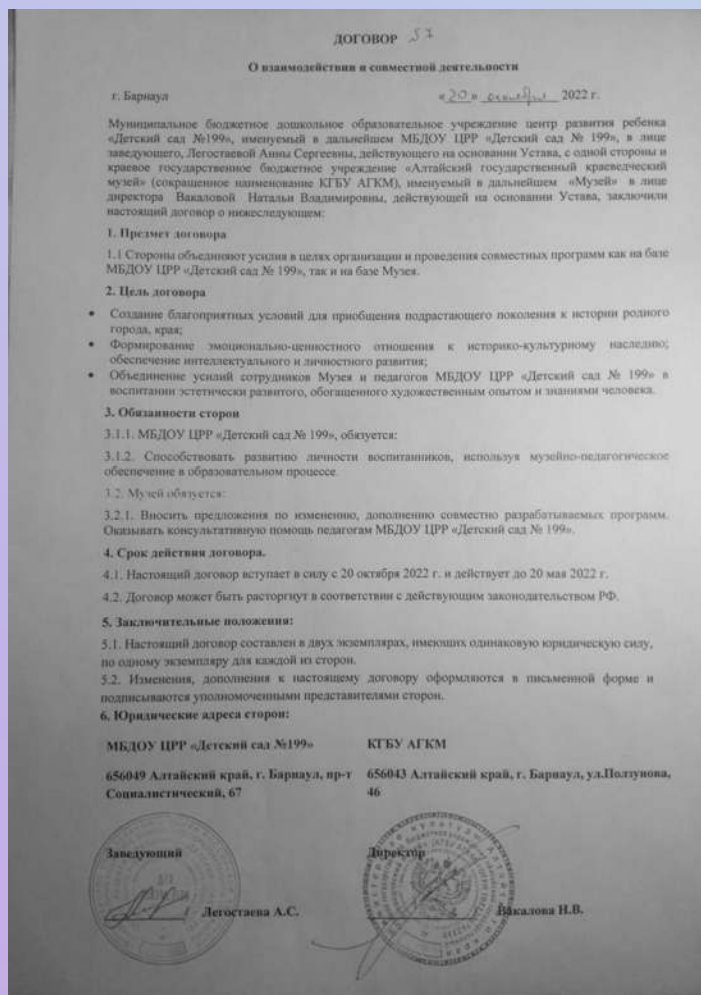 ДОГОВОР 57
О взаимодействии и совместной деятельности
г. Барнаул «20» октября 2022 г.
Муниципальное бюджетное дошкольное образовательное учреждение центр развития ребенка
«Детский сад №199», именуемый в дальнейшем МБДОУ ЦРР «Детский сад № 199», в лице
заведующего, Легостаевой Анны Сергеевны, действующего на основании Устава, с одной стороны и
краевое государственное бюджетное учреждение «Алтайский государственный краеведческий
музей» (сокращенное наименование КГБУ АГКМ), именуемый в дальнейшем «Музей» в лице
директора Вакаловой Натальи Владимировны, действующей на основании Устава, заключили
настоящий договор о нижеследующем:
1. Предмет договора
1.1 Стороны объединяют усилия в целях организации и проведения совместных программ как на базе
МБДОУ ЦРР «Детский сад № 199», так и на базе Музея.
2. Цель договора
• Создание благоприятных условий для приобщения подрастающего поколения к истории родного
города, края;
• Формирование эмоционально-ценностного отношения к историко-культурному наследию;
обеспечение интеллектуального и личностного развития;
• Объединение усилий сотрудников Музея и педагогов МБДОУ ЦРР «Детский сад № 199» в
воспитании эстетически развитого, обогащенного художественным опытом и знаниями человека.
3. Обязанности сторон
3.1.1. МБДОУ ЦРР «Детский сад № 199», обязуется:
3.1.2. Способствовать развитию личности воспитанников, используя музейно-педагогическое
обеспечение в образовательном процессе.
3.2. Музей обязуется:
3.2.1. Вносить предложения по изменению, дополнению совместно разрабатываемых программ.
Оказывать консультативную помощь педагогам МБДОУ ЦРР «Детский сад № 199».
4. Срок действия договора.
4.1. Настоящий договор вступает в силу с 20 октября 2022 г. и действует до 20 мая 2022 г.
4.2. Договор может быть расторгнут в соответствии с действующим законодательством РФ.
5. Заключительные положения:
5.1. Настоящий договор составлен в двух экземплярах, имеющих одинаковую юридическую силу,
по одному экземпляру для каждой из сторон.
5.2. Изменения, дополнения к настоящему договору оформляются в письменной форме и
подписываются уполномоченными представителями сторон.
6. Юридические адреса сторон:
МБДОУ ЦРР «Детский сад №199» КГБУ АГКМ
656049 Алтайский край, г. Барнаул, пр-т 656043 Алтайский край, г. Барнаул, ул.Ползунова,
Социалистический, 67 46
Заведующий Директор
Легостаева А.С. Вакалова Н.В.